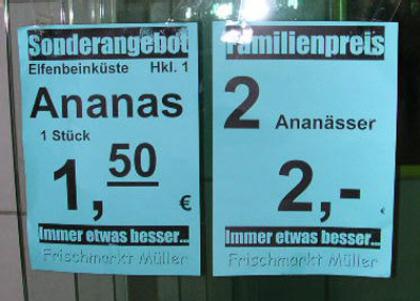 Sonderangebot
Elfenbeinküste Hkl. 1
Ananas
1 Stück
1,50 €
Immer etwas besser...
Frischmarkt Müller
Familienpreis
2 Ananässer
2,- €
Immer etwas besser...
Frischmarkt Müller